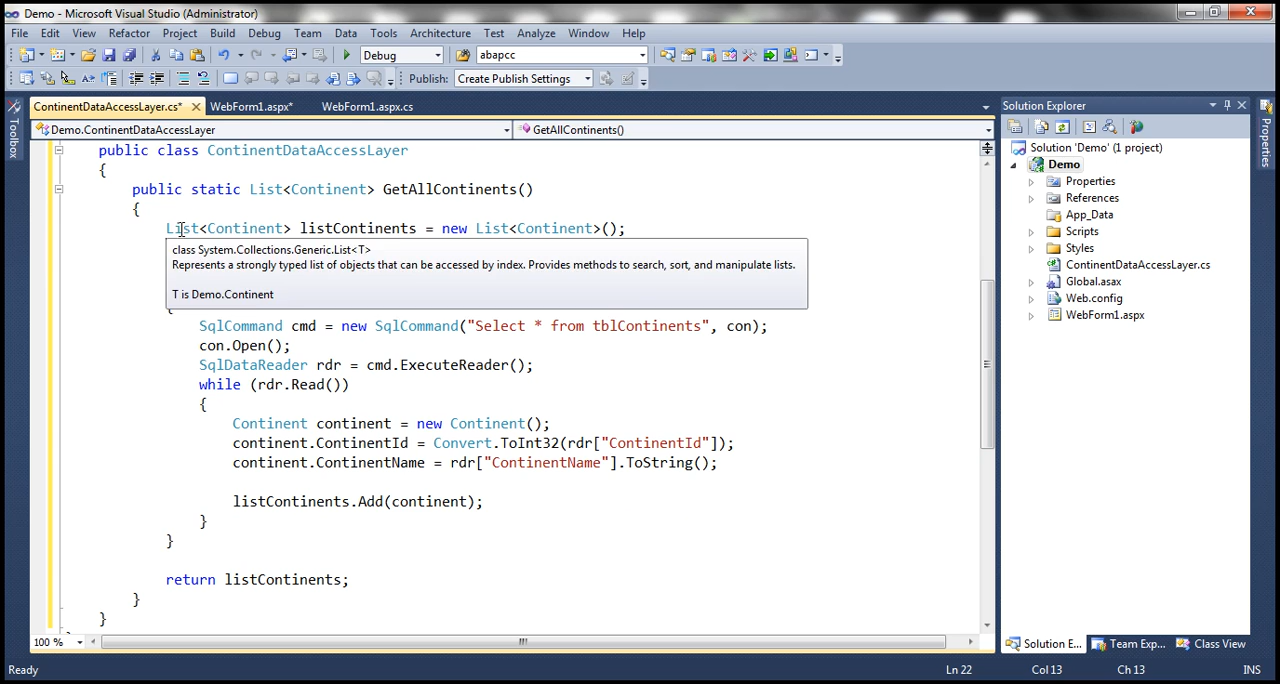 Demo - Microsoft Visual Studio (Administrator)
File Edit View Refactor Project Build Debug Team Data Tools Architecture Test Analyze Window Help
Debug abapcc
Publish: Create Publish Settings
ContinentDataAccessLayer.cs* WebForm1.aspx* WebForm1.aspx.cs
Solution Explorer
Toolbox
Properties
Demo.ContinentDataAccessLayer GetAllContinents()
public class ContinentDataAccessLayer
{
public static List<Continent> GetAllContinents()
{
List<Continent> listContinents = new List<Continent>();
class System.Collections.Generic.List<T>
Represents a strongly typed list of objects that can be accessed by index. Provides methods to search, sort, and manipulate lists.
T is Demo.Continent
{
SqlCommand cmd = new SqlCommand("Select * from tblContinents", con);
con.Open();
SqlDataReader rdr = cmd.ExecuteReader();
while (rdr.Read())
{
Continent continent = new Continent();
continent.ContinentId = Convert.ToInt32(rdr["ContinentId"]);
continent.ContinentName = rdr["ContinentName"].ToString();
listContinents.Add(continent);
}
}
return listContinents;
}
}
Solution 'Demo' (1 project)
Demo
Properties
References
App_Data
Scripts
Styles
ContinentDataAccessLayer.cs
Global.asax
Web.config
WebForm1.aspx
100 %
Solution E... Team Exp... Class View
Ready Ln 22 Col 13 Ch 13 INS